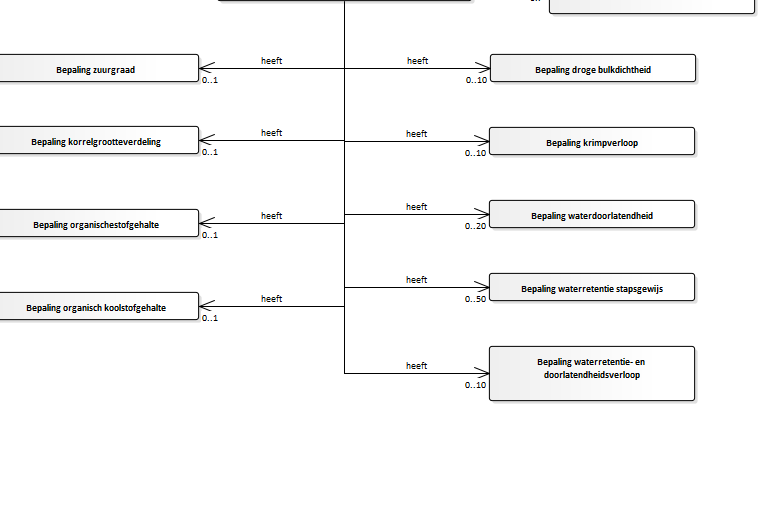 heeft
heeft
Bepaling zuurgraad
Bepaling droge bulkdichtheid
0..1
0..10
heeft
heeft
Bepaling korrelgrootteverdeling
Bepaling krimpverloop
0..1
0..10
heeft
heeft
Bepaling organischestofgehalte
Bepaling waterdoorlatendheid
0..1
0..20
heeft
heeft
Bepaling organisch koolstofgehalte
Bepaling waterretentie stapsgewijs
0..1
0..50
heeft
Bepaling waterretentie- en
doorlatendheidsverloop
0..10